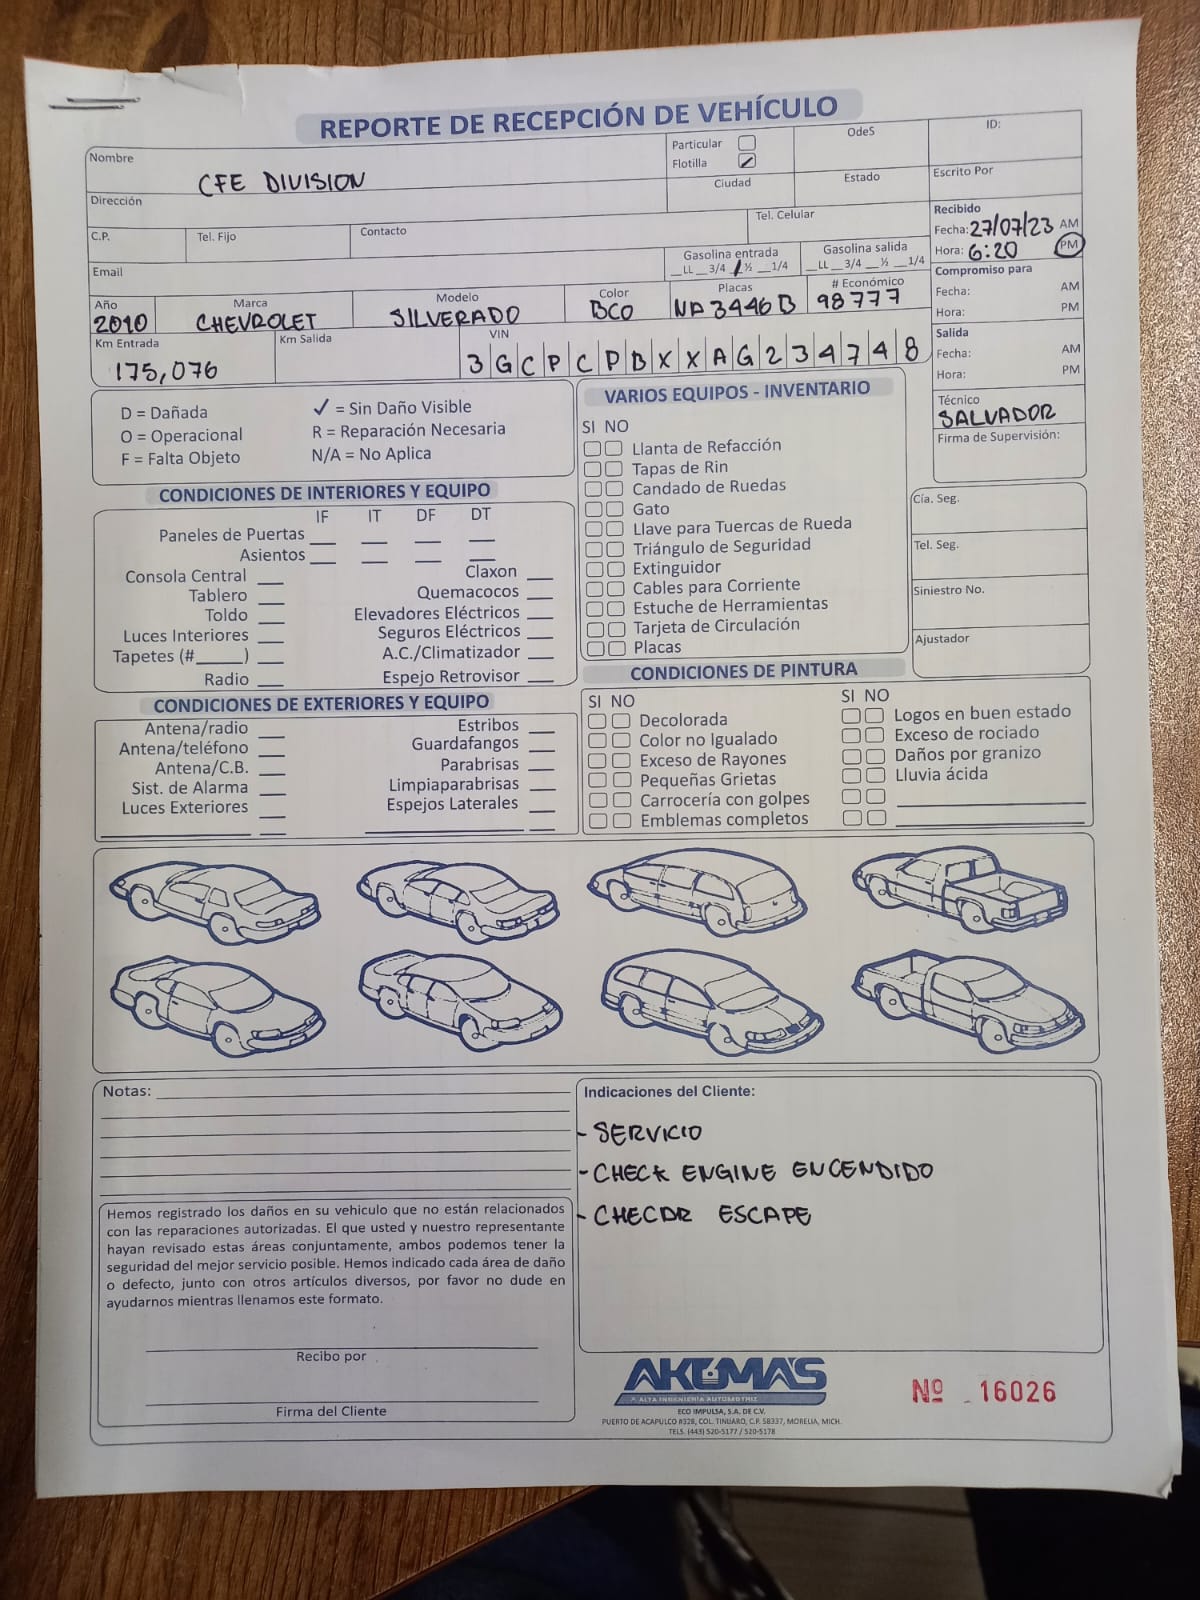 REPORTE DE RECEPCIÓN DE VEHÍCULO
Nombre
CFE DIVISION
Particular
Flotilla
OdeS
ID:
Dirección
Ciudad
Estado
Escrito Por
C.P.
Tel. Fijo
Contacto
Tel. Celular
Recibido
Fecha: 27/07/23 AM
Hora: 6:20 PM
Email
Gasolina entrada
__LL __3/4 __½ __1/4
Gasolina salida
__LL __3/4 __½ __1/4
Compromiso para
Fecha: AM
Hora: PM
Año
2010
Marca
CHEVROLET
Modelo
SILVERADO
Color
BCO
Placas
NA3446B
# Económico
98777
Km Entrada
175,076
Km Salida
VIN
3GCPCPBXXAG234748
Salida
Fecha: AM
Hora: PM
Técnico
SALVADOR
Firma de Supervisión:
D = Dañada
O = Operacional
F = Falta Objeto
✓ = Sin Daño Visible
R = Reparación Necesaria
N/A = No Aplica
CONDICIONES DE INTERIORES Y EQUIPO
IF IT DF DT
Paneles de Puertas
Asientos
Consola Central
Tablero
Toldo
Luces Interiores
Tapetes (#_____)
Radio
Claxon
Quemacocos
Elevadores Eléctricos
Seguros Eléctricos
A.C./Climatizador
Espejo Retrovisor
VARIOS EQUIPOS - INVENTARIO
SI NO
Llanta de Refacción
Tapas de Rin
Candado de Ruedas
Gato
Llave para Tuercas de Rueda
Triángulo de Seguridad
Extinguidor
Cables para Corriente
Estuche de Herramientas
Tarjeta de Circulación
Placas
Cía. Seg.
Tel. Seg.
Siniestro No.
Ajustador
CONDICIONES DE EXTERIORES Y EQUIPO
Antena/radio
Antena/teléfono
Antena/C.B.
Sist. de Alarma
Luces Exteriores
Estribos
Guardafangos
Parabrisas
Limpiaparabrisas
Espejos Laterales
CONDICIONES DE PINTURA
SI NO
Decolorada
Color no Igualado
Exceso de Rayones
Pequeñas Grietas
Carrocería con golpes
Emblemas completos
SI NO
Logos en buen estado
Exceso de rociado
Daños por granizo
Lluvia ácida
Notas:
Indicaciones del Cliente:
- SERVICIO
- CHECK ENGINE ENCENDIDO
- CHECAR ESCAPE
Hemos registrado los daños en su vehiculo que no están relacionados
con las reparaciones autorizadas. El que usted y nuestro representante
hayan revisado estas áreas conjuntamente, ambos podemos tener la
seguridad del mejor servicio posible. Hemos indicado cada área de daño
o defecto, junto con otros artículos diversos, por favor no dude en
ayudarnos mientras llenamos este formato.
Recibo por
Firma del Cliente
AKUMA'S
ALTA INGENIERÍA AUTOMOTRIZ
ECO IMPULSA, S.A. DE C.V.
PUERTO DE ACAPULCO #328, COL. TINIJARO, C.P. 58337, MORELIA, MICH.
TELS. (443) 520-5177 / 520-5178
Nº 16026